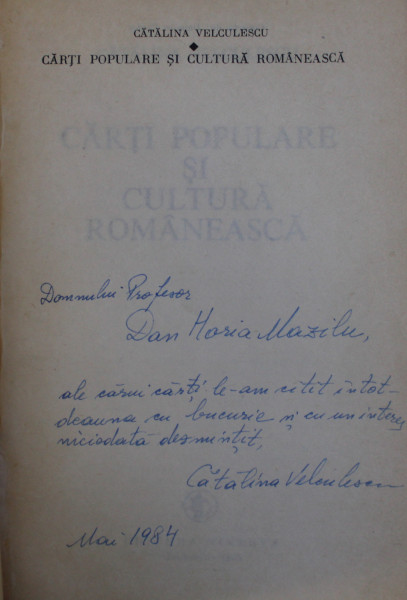 CĂTĂLINA VELCULESCU
CĂRȚI POPULARE ȘI CULTURĂ ROMÂNEASCĂ
CĂRȚI POPULARE
ȘI
CULTURĂ
ROMÂNEASCĂ
Domnului Profesor
Dan Horia Mazilu,
ale cărui cărți le-am citit întot-
deauna cu bucurie și cu un interes
niciodată dezmințit,
Cătălina Velculescu
Mai 1984